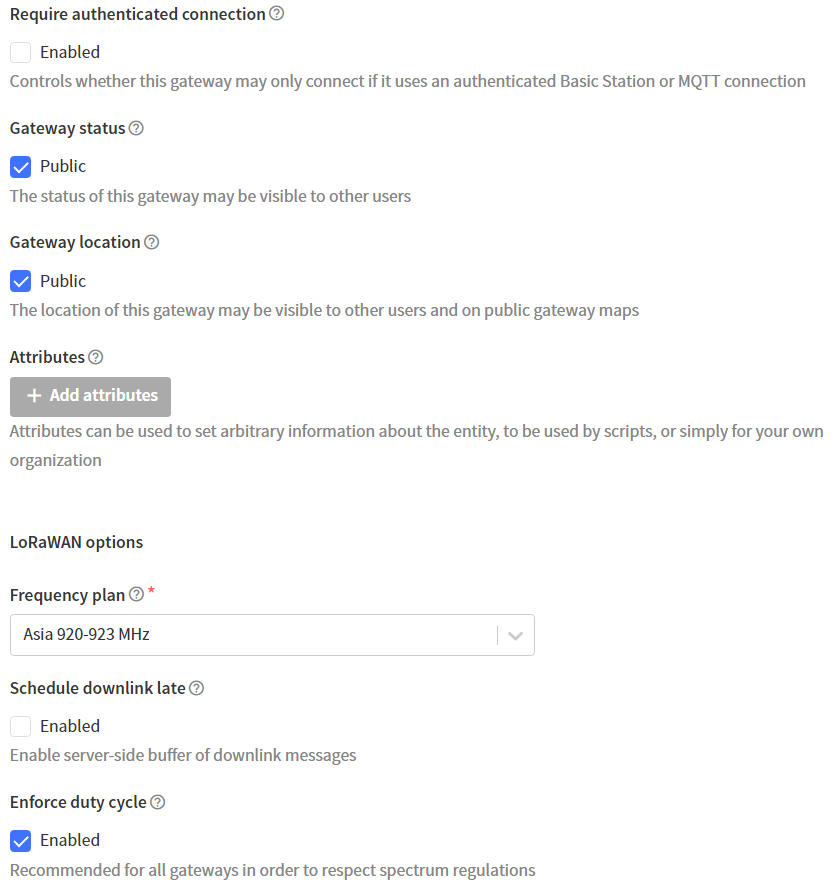 Require authenticated connection
Enabled
Controls whether this gateway may only connect if it uses an authenticated Basic Station or MQTT connection
Gateway status
Public
The status of this gateway may be visible to other users
Gateway location
Public
The location of this gateway may be visible to other users and on public gateway maps
Attributes
+ Add attributes
Attributes can be used to set arbitrary information about the entity, to be used by scripts, or simply for your own
organization
LoRaWAN options
Frequency plan *
Asia 920-923 MHz
Schedule downlink late
Enabled
Enable server-side buffer of downlink messages
Enforce duty cycle
Enabled
Recommended for all gateways in order to respect spectrum regulations